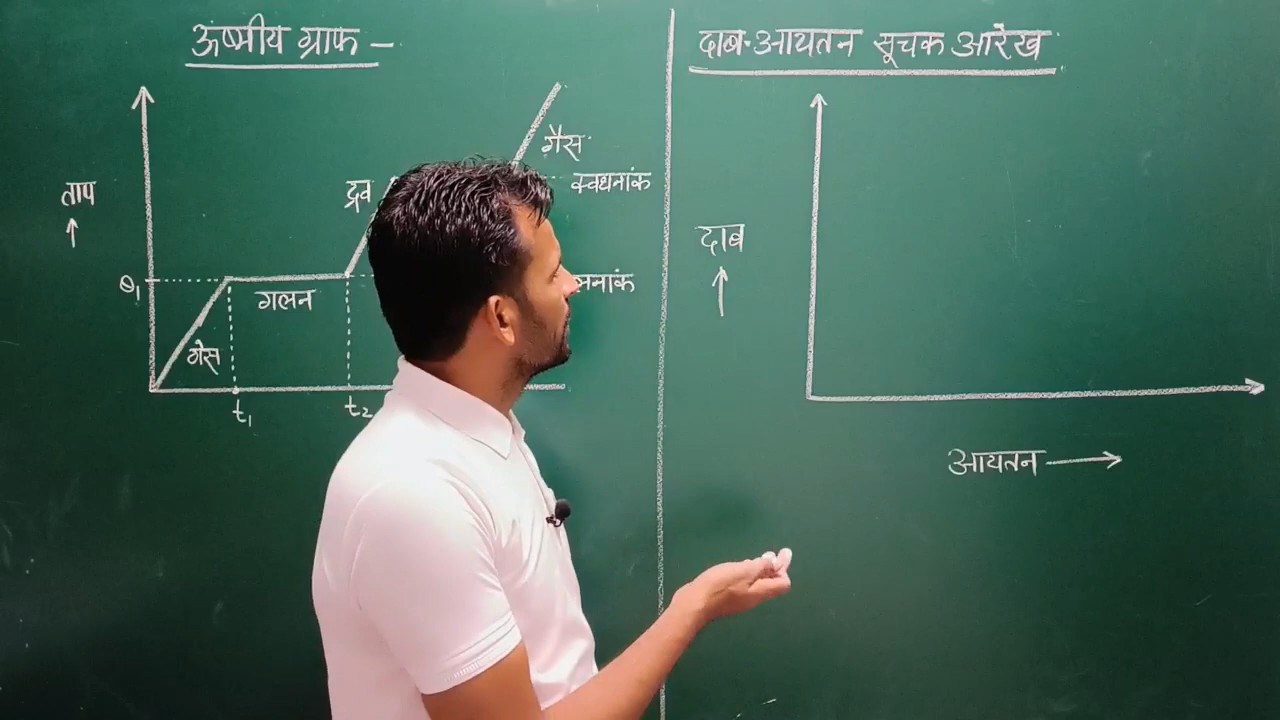 ऊष्मीय ग्राफ –
ताप
θ₁
गैस
t₁
गलन
t₂
द्रव
गैस
क्वथनांक
दाब-आयतन सूचक आरेख
दाब
आयतन